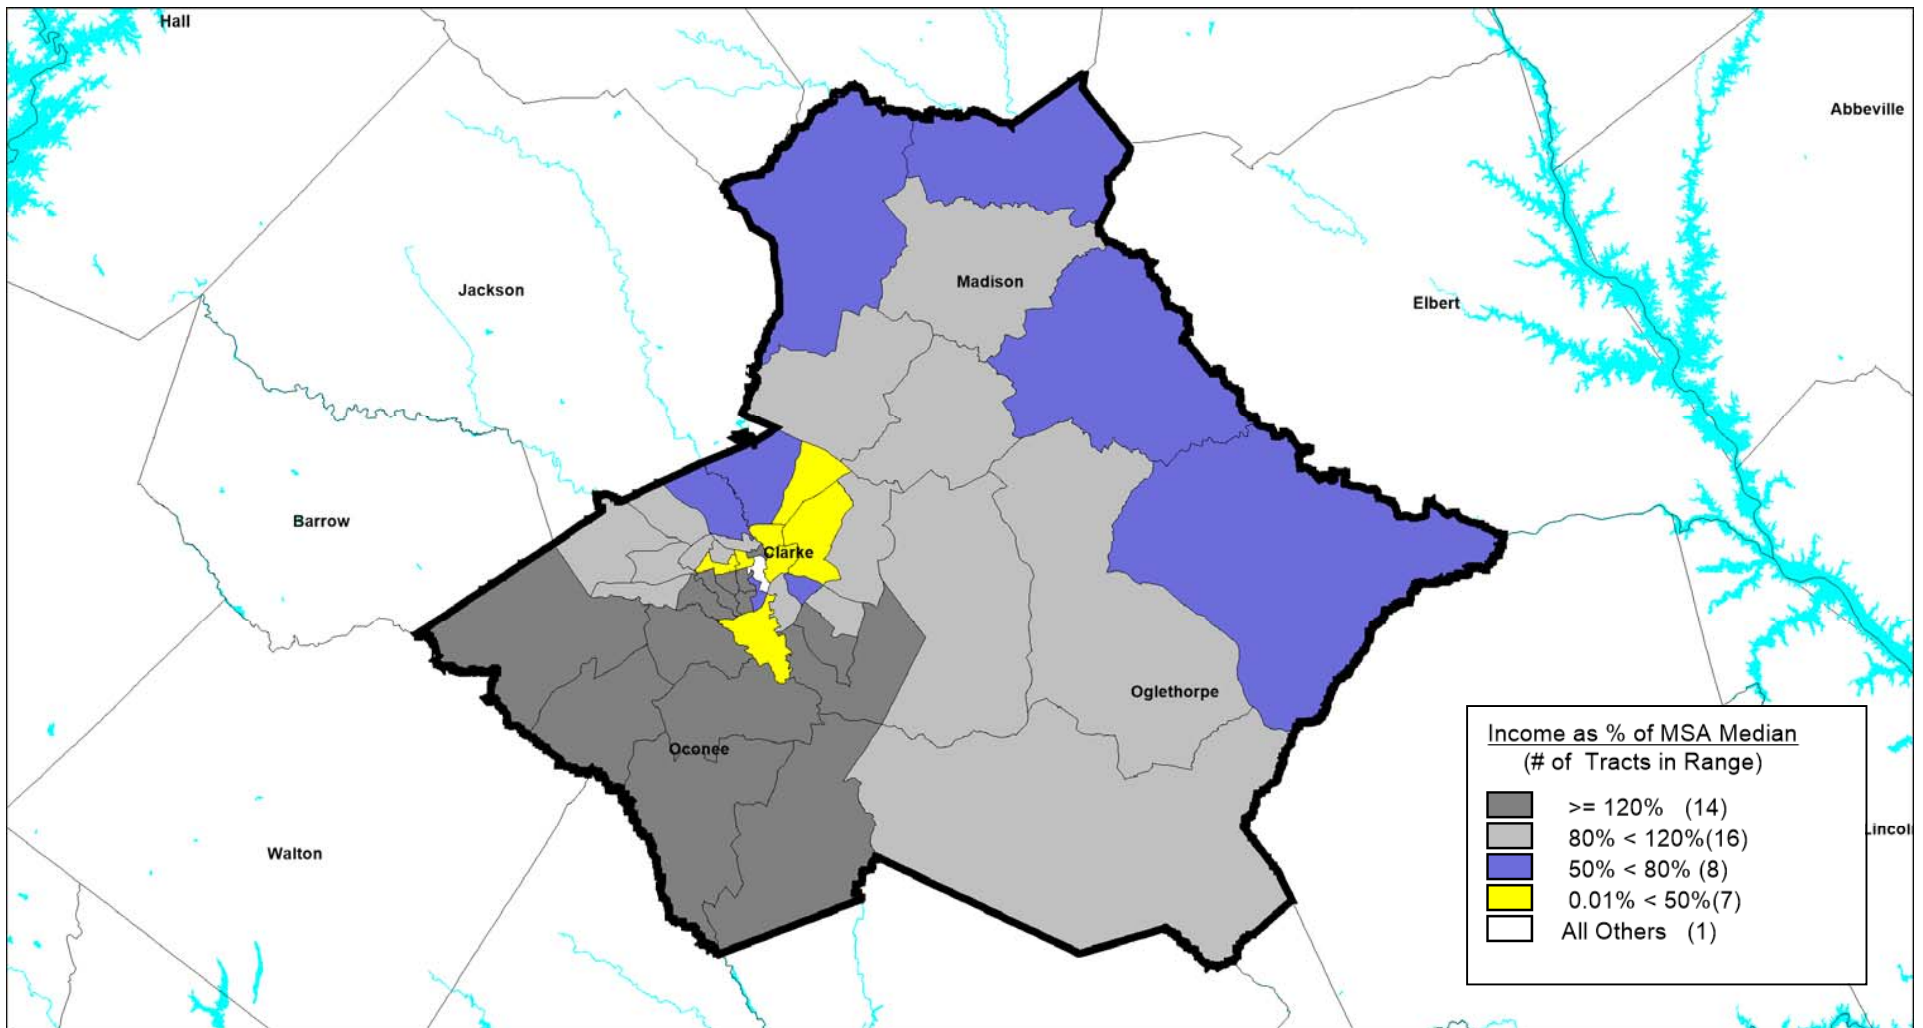 Hall
Abbeville
Madison
Jackson
Elbert
Barrow
Clarke
Oglethorpe
Oconee
Walton
Lincol
Income as % of MSA Median
(# of Tracts in Range)
>= 120% (14)
80% < 120%(16)
50% < 80% (8)
0.01% < 50%(7)
All Others (1)